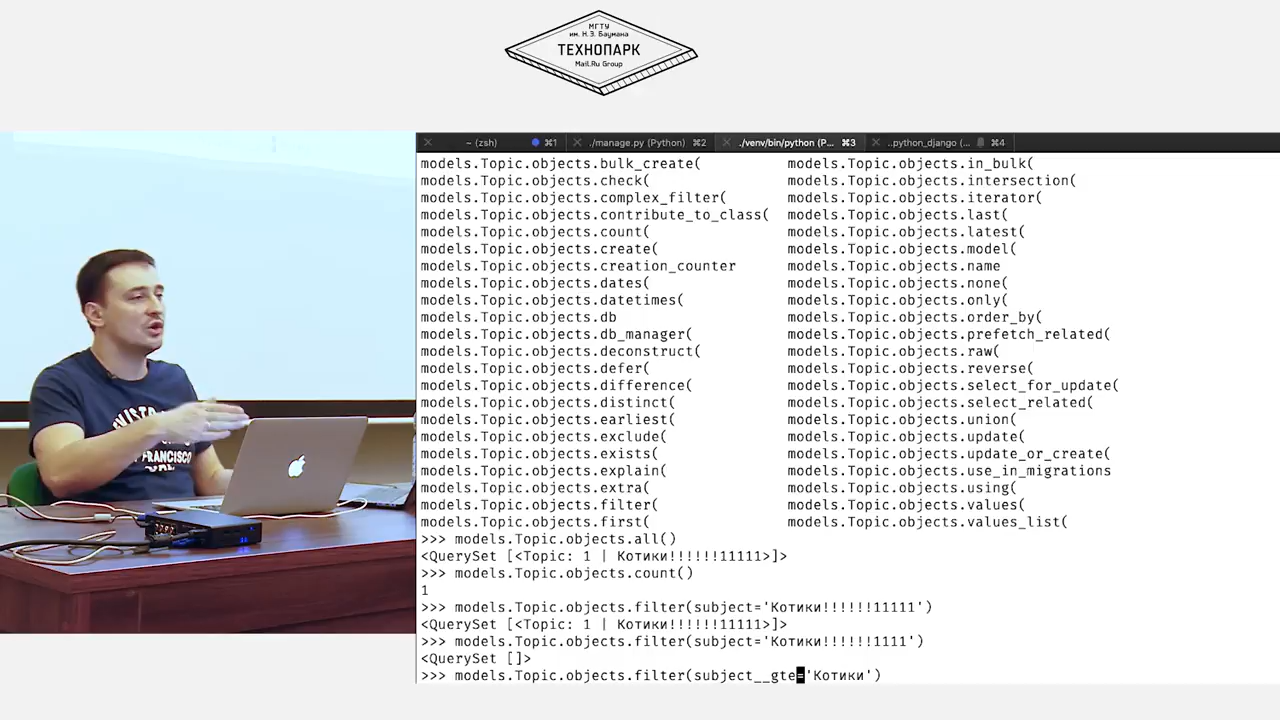 МГТУ
им. Н.Э. Баумана
ТЕХНОПАРК
Mail.Ru Group
– (zsh) ⌘1 ./manage.py (Python) ⌘2 ./venv/bin/python (P... ⌘3 ..python_django (... ⌘4
models.Topic.objects.bulk_create( models.Topic.objects.in_bulk(
models.Topic.objects.check( models.Topic.objects.intersection(
models.Topic.objects.complex_filter( models.Topic.objects.iterator(
models.Topic.objects.contribute_to_class( models.Topic.objects.last(
models.Topic.objects.count( models.Topic.objects.latest(
models.Topic.objects.create( models.Topic.objects.model(
models.Topic.objects.creation_counter models.Topic.objects.name
models.Topic.objects.dates( models.Topic.objects.none(
models.Topic.objects.datetimes( models.Topic.objects.only(
models.Topic.objects.db models.Topic.objects.order_by(
models.Topic.objects.db_manager( models.Topic.objects.prefetch_related(
models.Topic.objects.deconstruct( models.Topic.objects.raw(
models.Topic.objects.defer( models.Topic.objects.reverse(
models.Topic.objects.difference( models.Topic.objects.select_for_update(
models.Topic.objects.distinct( models.Topic.objects.select_related(
models.Topic.objects.earliest( models.Topic.objects.union(
models.Topic.objects.exclude( models.Topic.objects.update(
models.Topic.objects.exists( models.Topic.objects.update_or_create(
models.Topic.objects.explain( models.Topic.objects.use_in_migrations
models.Topic.objects.extra( models.Topic.objects.using(
models.Topic.objects.filter( models.Topic.objects.values(
models.Topic.objects.first( models.Topic.objects.values_list(
>>> models.Topic.objects.all()
<QuerySet [<Topic: 1 | Котики!!!!!!11111>]>
>>> models.Topic.objects.count()
1
>>> models.Topic.objects.filter(subject='Котики!!!!!!11111')
<QuerySet [<Topic: 1 | Котики!!!!!!11111>]>
>>> models.Topic.objects.filter(subject='Котики!!!!!!1111')
<QuerySet []>
>>> models.Topic.objects.filter(subject__gte='Котики')